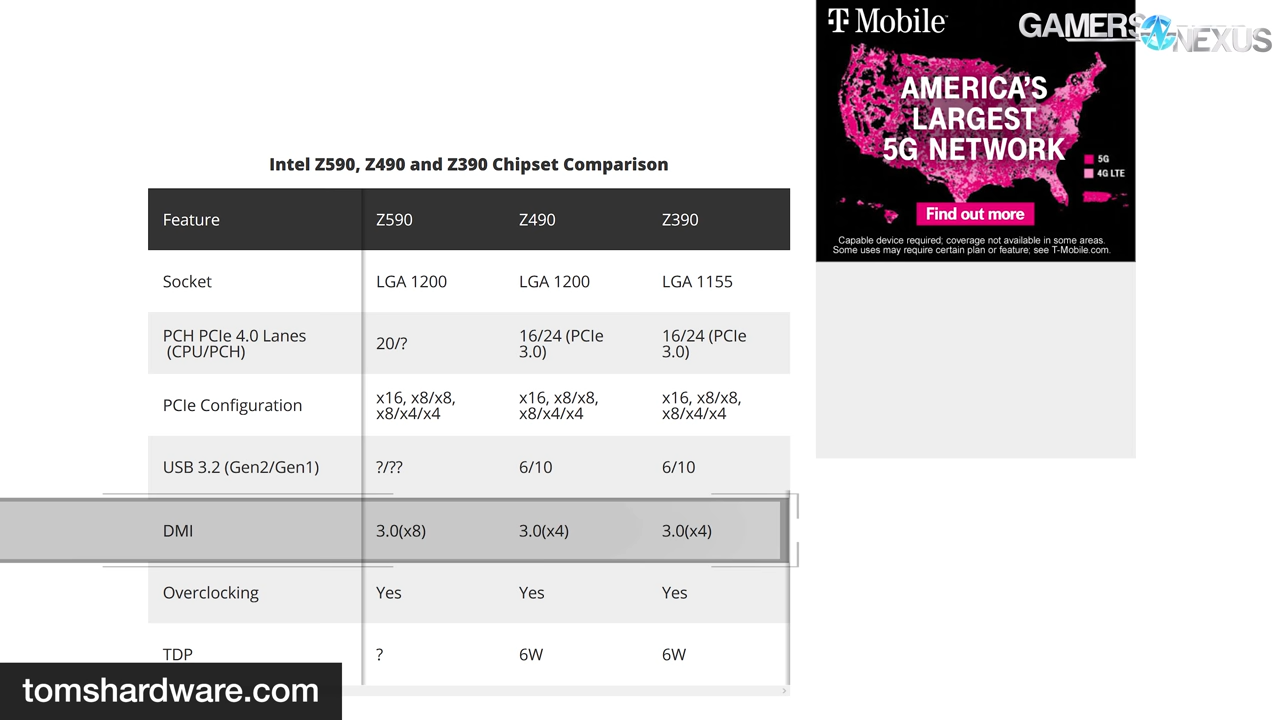 T Mobile
GAMERS NEXUS
AMERICA'S
LARGEST
5G NETWORK
5G
4G LTE
Find out more
Capable device required; coverage not available in some areas.
Some uses may require certain plan or feature; see T-Mobile.com.
Intel Z590, Z490 and Z390 Chipset Comparison
Feature Z590 Z490 Z390
Socket LGA 1200 LGA 1200 LGA 1155
PCH PCIe 4.0 Lanes 20/? 16/24 (PCIe 16/24 (PCIe
(CPU/PCH) 3.0) 3.0)
PCIe Configuration x16, x8/x8, x16, x8/x8, x16, x8/x8,
x8/x4/x4 x8/x4/x4 x8/x4/x4
USB 3.2 (Gen2/Gen1) ?/?? 6/10 6/10
DMI 3.0(x8) 3.0(x4) 3.0(x4)
Overclocking Yes Yes Yes
TDP ? 6W 6W
tomshardware.com